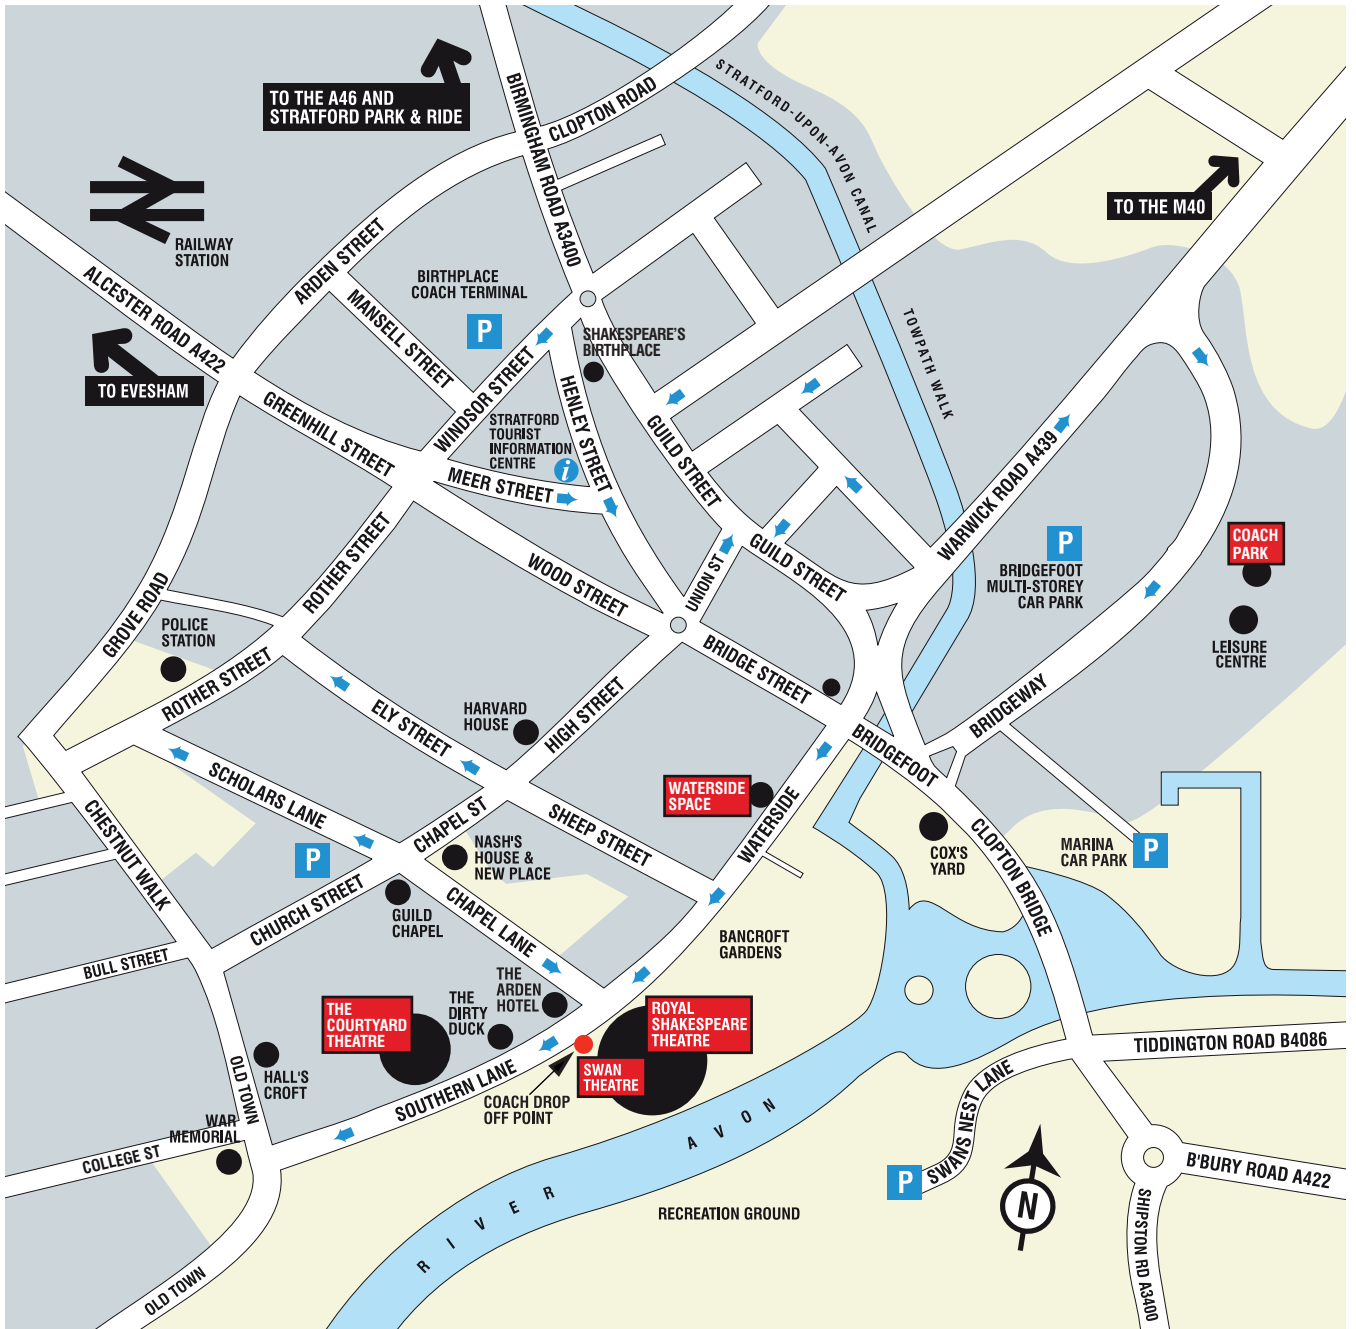 TO THE A46 AND
STRATFORD PARK & RIDE
BIRMINGHAM ROAD A3400
CLOPTON ROAD
STRATFORD-UPON-AVON CANAL
TO THE M40
RAILWAY
STATION
ARDEN STREET
ALCESTER ROAD A422
TO EVESHAM
MANSELL STREET
BIRTHPLACE
COACH TERMINAL
P
SHAKESPEARE'S
BIRTHPLACE
TOWPATH WALK
WINDSOR STREET
HENLEY STREET
GREENHILL STREET
STRATFORD
TOURIST
INFORMATION
CENTRE
i
MEER STREET
GUILD STREET
WARWICK ROAD A439
P
BRIDGEFOOT
MULTI-STOREY
CAR PARK
COACH
PARK
LEISURE
CENTRE
ROTHER STREET
WOOD STREET
UNION ST
GUILD STREET
GROVE ROAD
POLICE
STATION
ROTHER STREET
BRIDGE STREET
BRIDGEWAY
ELY STREET
HARVARD
HOUSE
HIGH STREET
BRIDGEFOOT
SCHOLARS LANE
WATERSIDE
SPACE
WATERSIDE
CHESTNUT WALK
CHAPEL ST
SHEEP STREET
COX'S
YARD
CLOPTON BRIDGE
MARINA
CAR PARK
P
P
NASH'S
HOUSE &
NEW PLACE
CHURCH STREET
GUILD
CHAPEL
CHAPEL LANE
BANCROFT
GARDENS
BULL STREET
THE
ARDEN
HOTEL
THE
DIRTY
DUCK
THE
COURTYARD
THEATRE
ROYAL
SHAKESPEARE
THEATRE
SWAN
THEATRE
TIDDINGTON ROAD B4086
OLD TOWN
HALL'S
CROFT
SOUTHERN LANE
COACH DROP
OFF POINT
WAR
MEMORIAL
COLLEGE ST
SWANS NEST LANE
P
N
B'BURY ROAD A422
RIVER AVON
RECREATION GROUND
SHIPSTON RD A3400
OLD TOWN